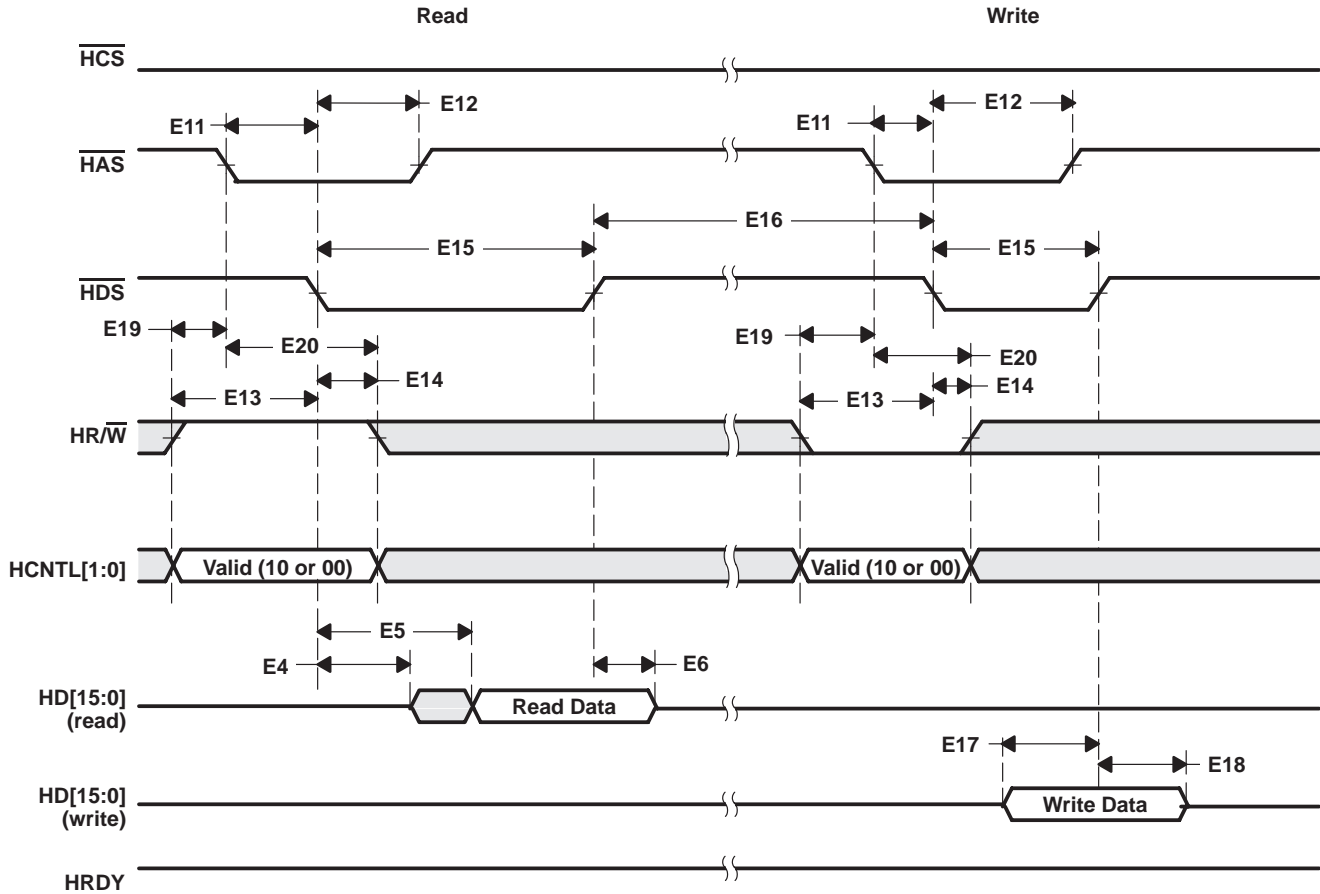 Read Write
HCS
E12 E12
E11 E11
HAS
E16
E15 E15
HDS
E19 E19
E20 E20
E14 E14
E13 E13
HR/W
HCNTL[1:0] Valid (10 or 00) Valid (10 or 00)
E5
E4 E6
HD[15:0]
(read)
Read Data
E17
E18
HD[15:0]
(write)
Write Data
HRDY